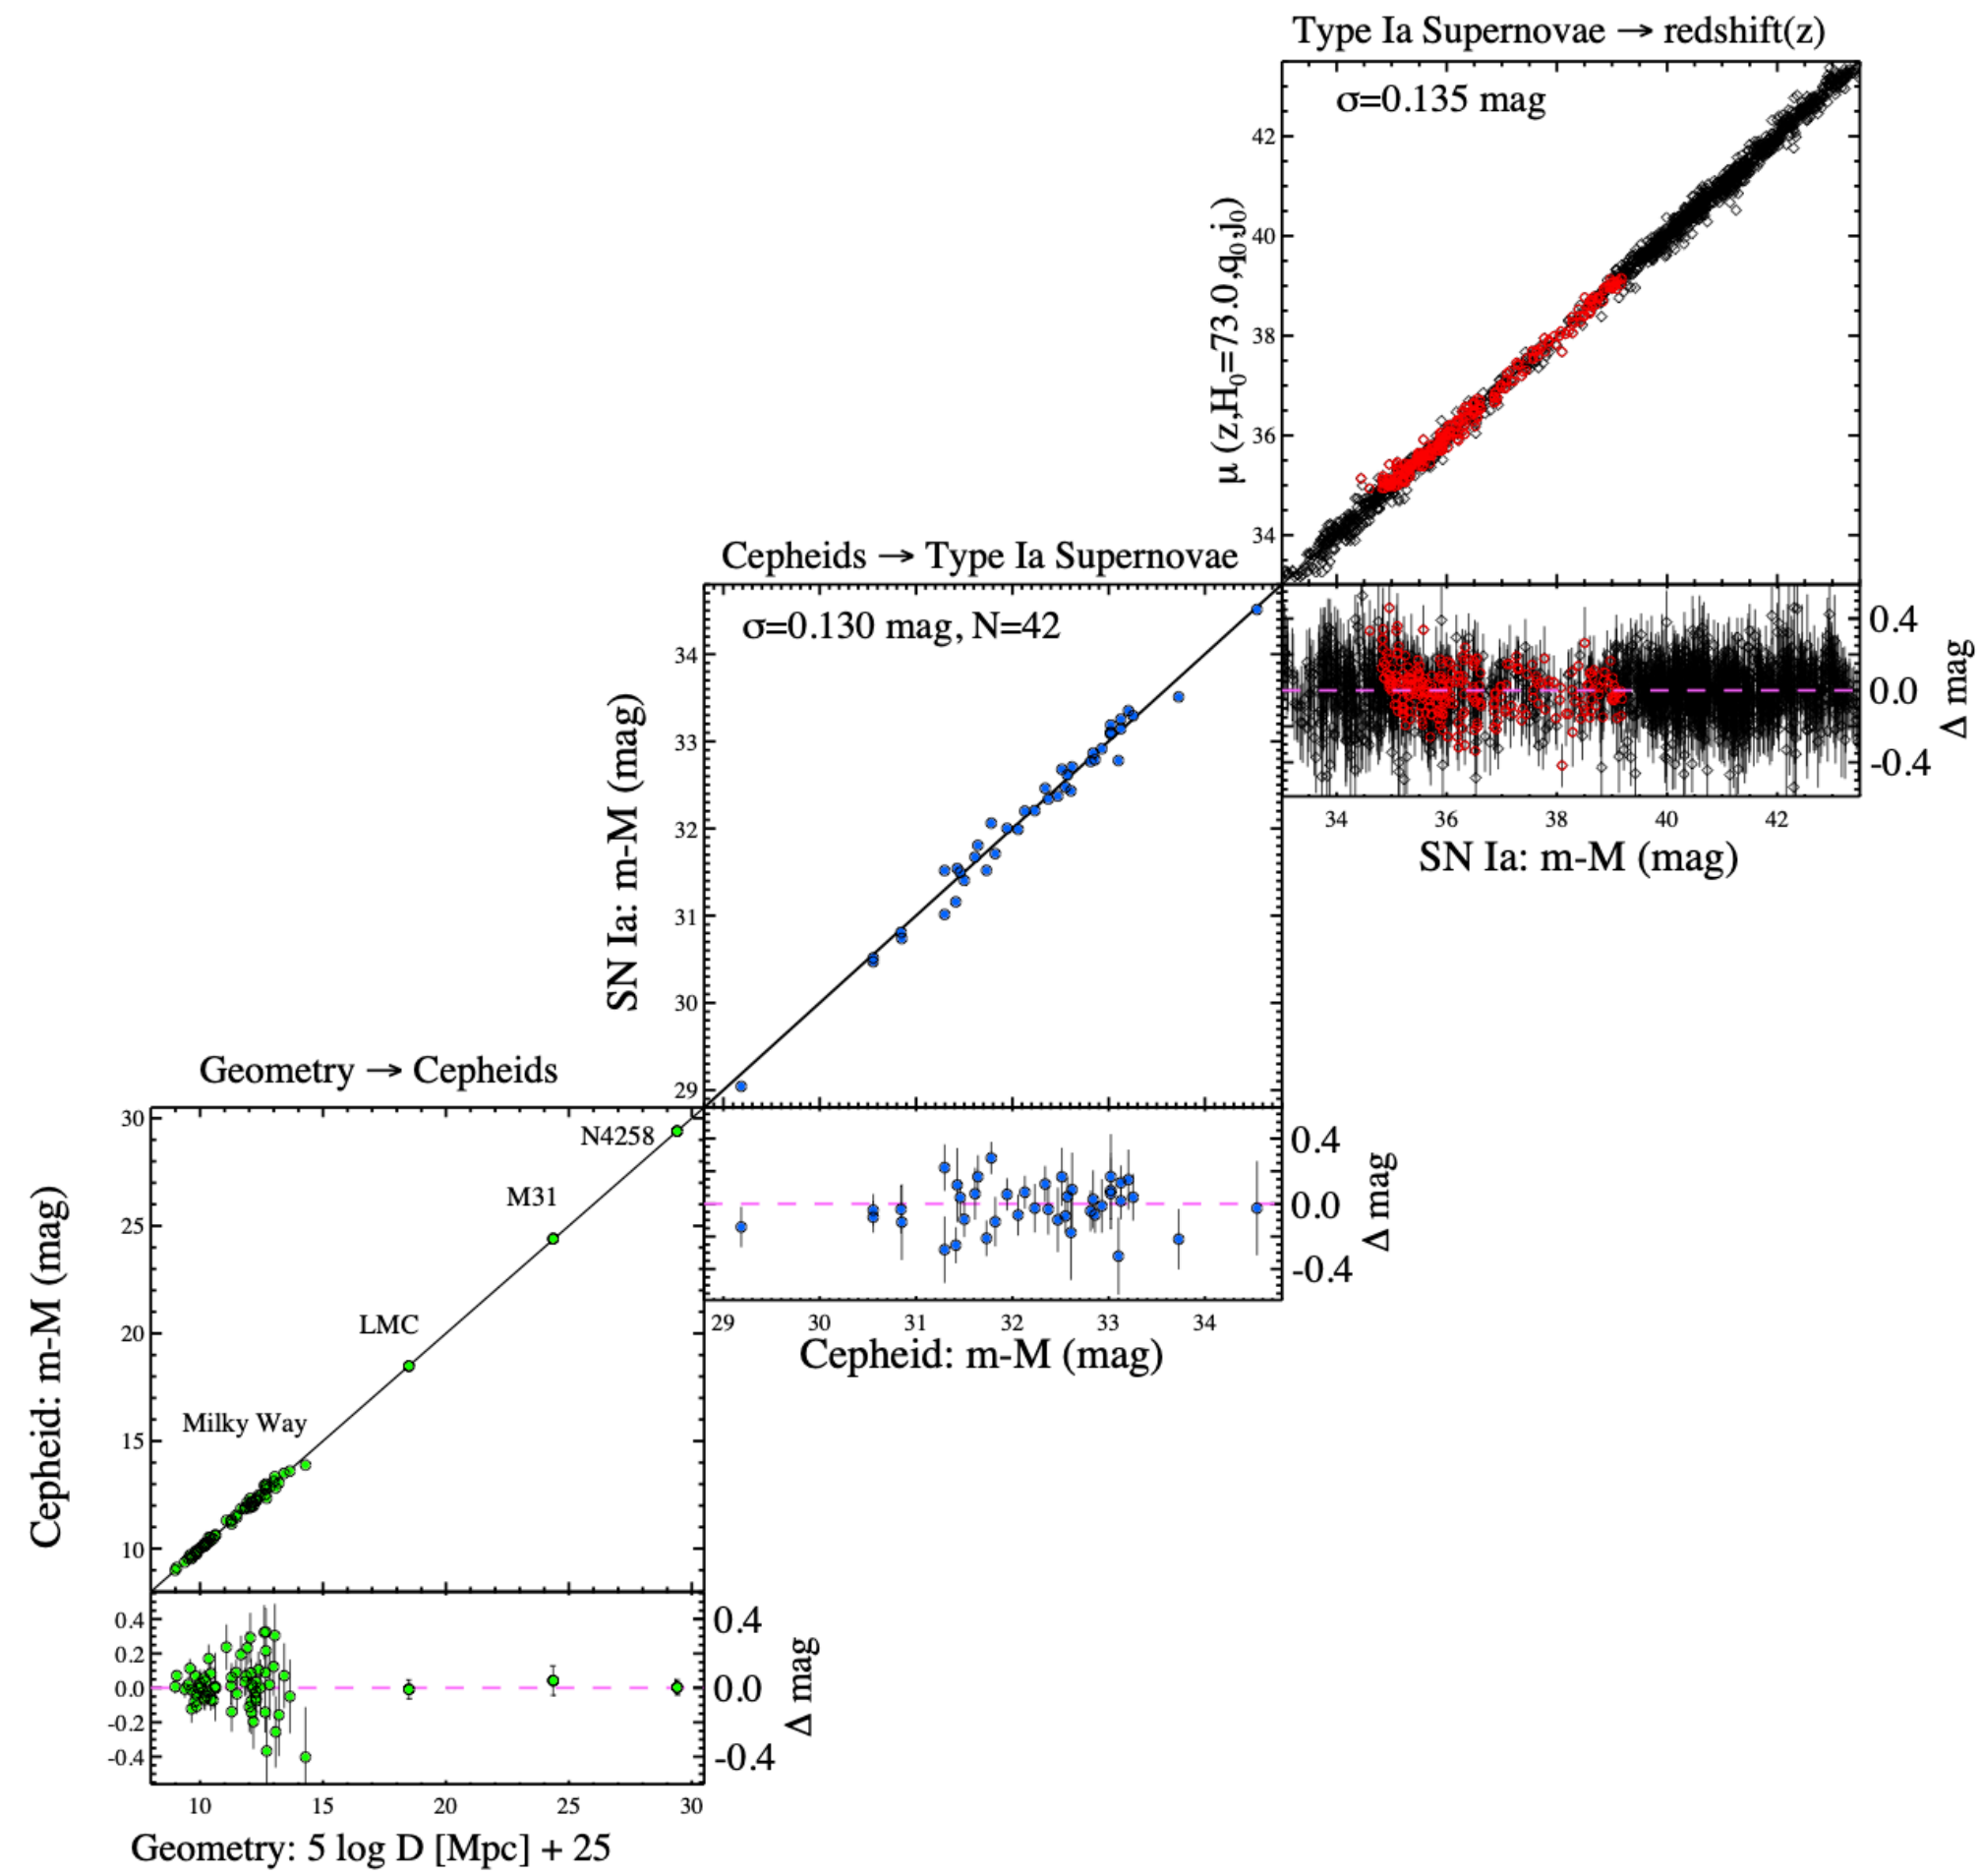 Type Ia Supernovae → redshift(z)
σ=0.135 mag
μ (z,H₀=73.0,q₀,j₀)
42
40
38
36
34
0.4
0.0
-0.4
Δ mag
34 36 38 40 42
SN Ia: m-M (mag)
Cepheids → Type Ia Supernovae
σ=0.130 mag, N=42
SN Ia: m-M (mag)
34
33
32
31
30
29
0.4
0.0
-0.4
Δ mag
29 30 31 32 33 34
Cepheid: m-M (mag)
Geometry → Cepheids
Cepheid: m-M (mag)
30
25
20
15
10
N4258
M31
LMC
Milky Way
0.4
0.2
0.0
-0.2
-0.4
0.4
0.0
-0.4
Δ mag
10 15 20 25 30
Geometry: 5 log D [Mpc] + 25